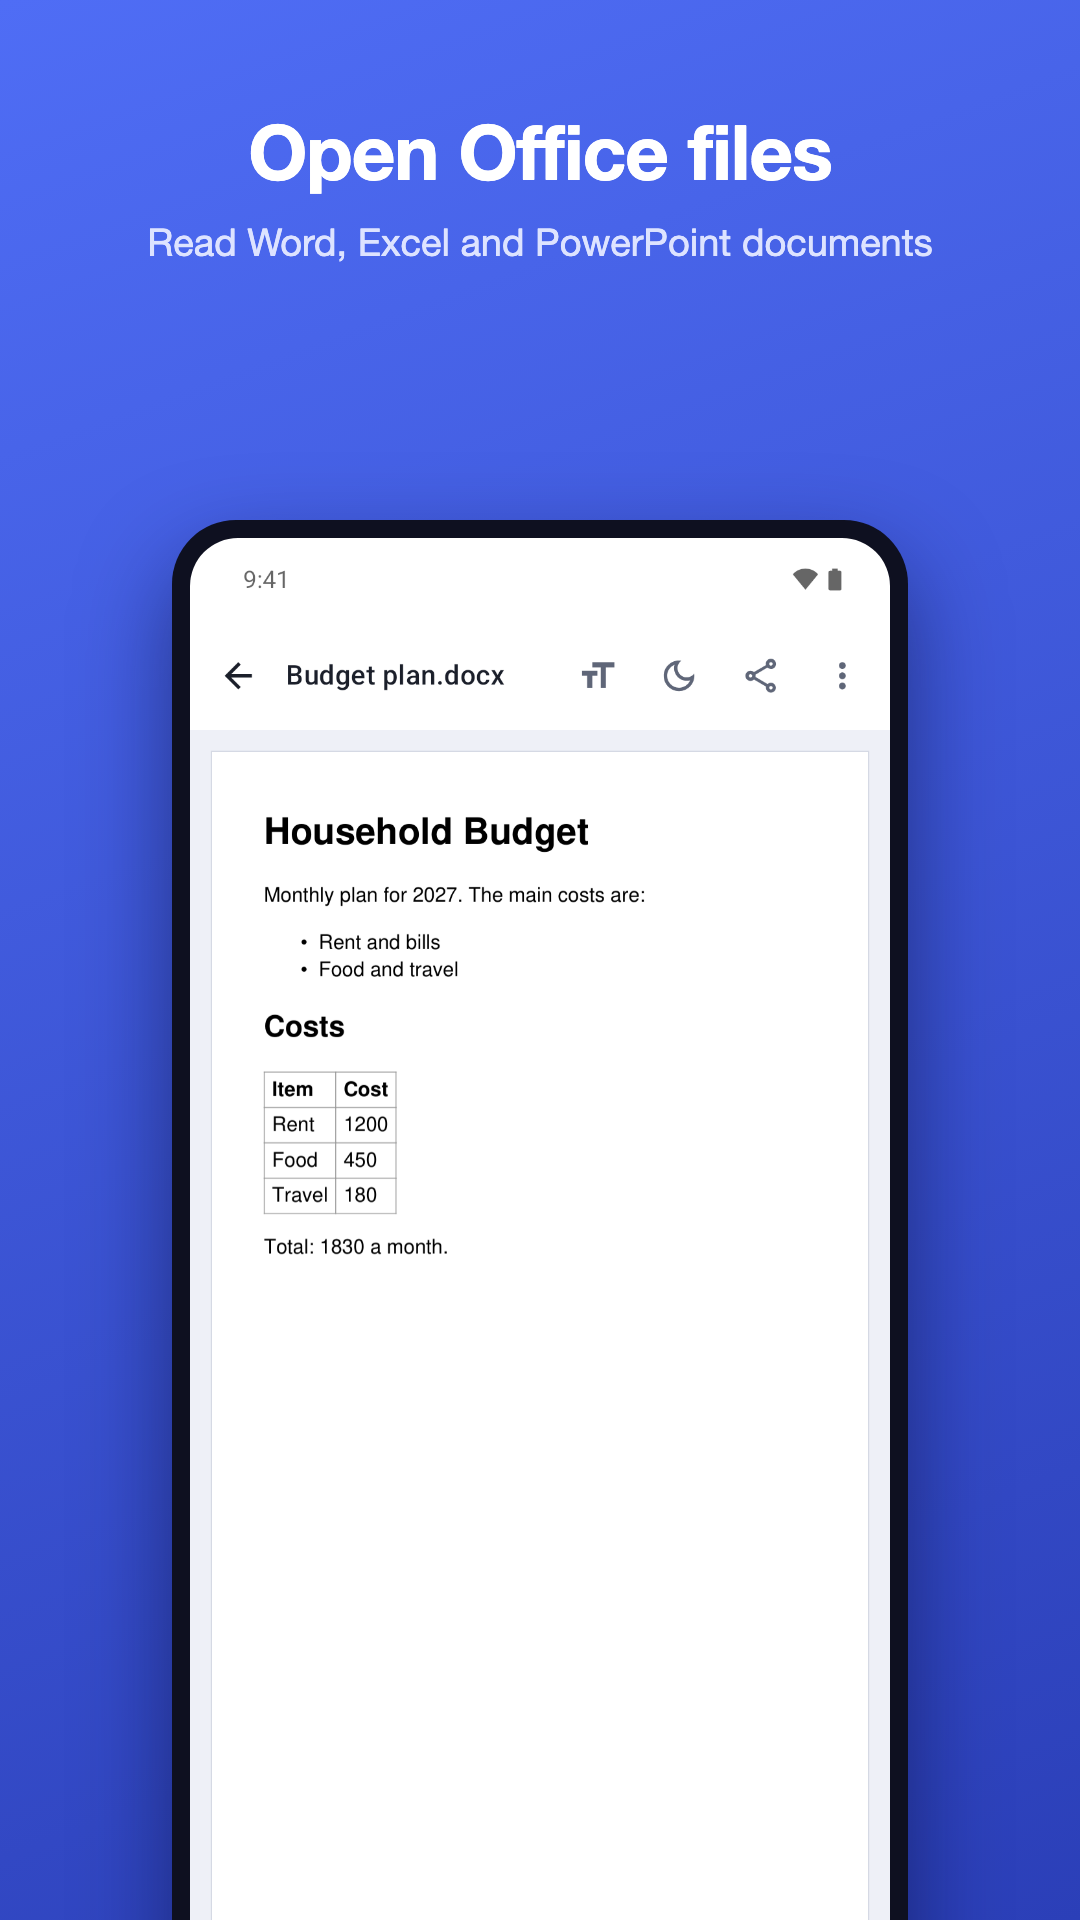 Open Office files
Read Word, Excel and PowerPoint documents
9:41
Budget plan.docx
Household Budget
Monthly plan for 2027. The main costs are:
• Rent and bills
• Food and travel
Costs
Item Cost
Rent 1200
Food 450
Travel 180
Total: 1830 a month.